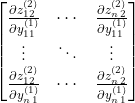 \begin{bmatrix} \frac{\partial z_{12}^{(2)}}{\partial y_{11}^{(1)}} & \cdots & \frac{\partial z_{n2}^{(2)}}{\partial y_{11}^{(1)}} \\
\vdots & \ddots & \vdots \\
\frac{\partial z_{12}^{(2)}}{\partial y_{n1}^{(1)}} & \cdots & \frac{\partial z_{n2}^{(2)}}{\partial y_{n1}^{(1)}} \end{bmatrix}